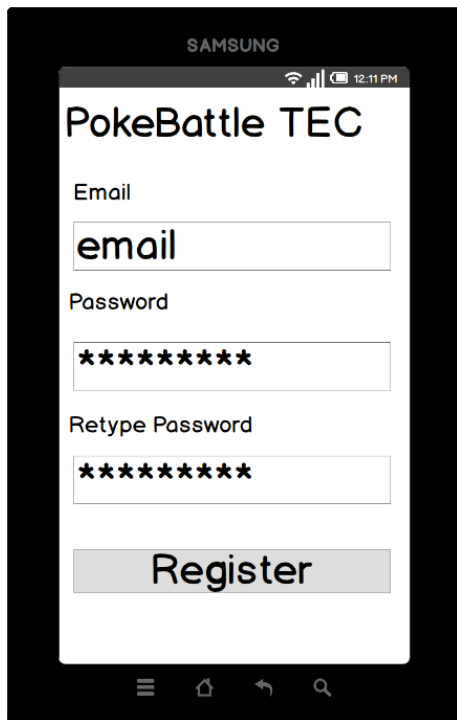 SAMSUNG
12:11 PM
PokeBattle TEC
Email
email
Password
*********
Retype Password
*********
Register